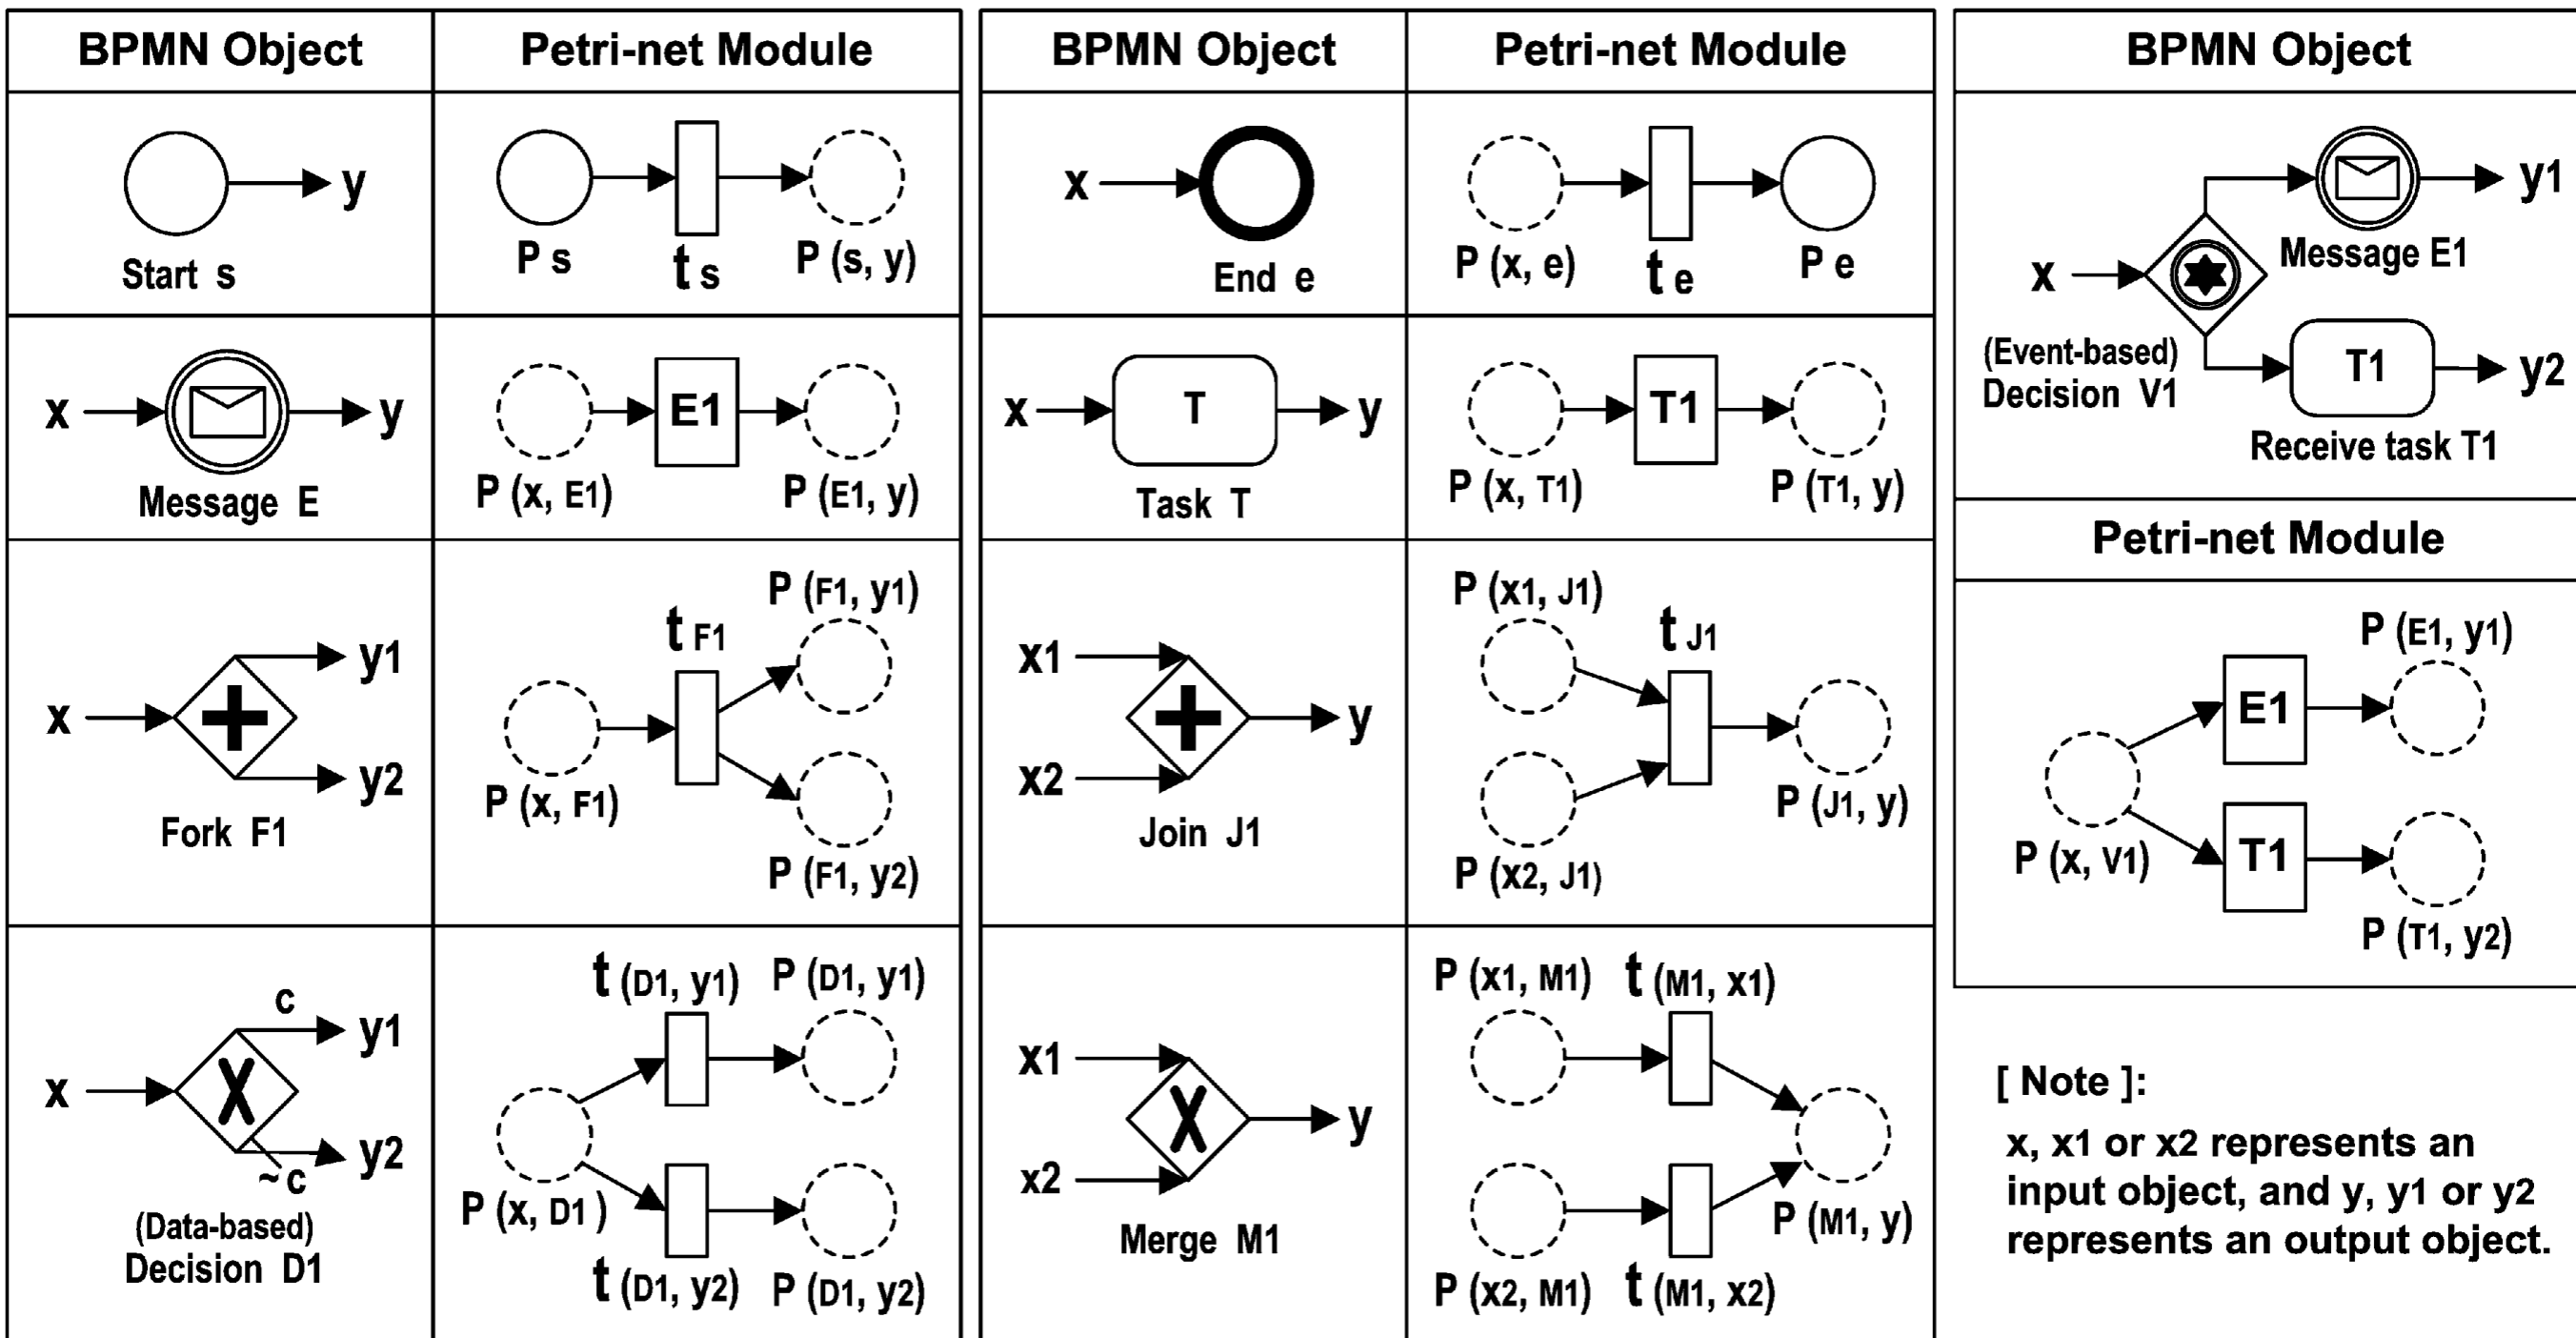 BPMN Object
Petri-net Module
y
Start s
P s
t s
P (s, y)
x
y
Message E
E1
P (x, E1)
P (E1, y)
x
y1
y2
Fork F1
P (F1, y1)
t F1
P (x, F1)
P (F1, y2)
c
x
y1
y2
~ c
(Data-based)
Decision D1
t (D1, y1)
P (D1, y1)
P (x, D1 )
t (D1, y2)
P (D1, y2)
BPMN Object
Petri-net Module
x
End e
P (x, e)
t e
P e
x
T
y
Task T
T1
P (x, T1)
P (T1, y)
x1
x2
y
Join J1
P (x1, J1)
t J1
P (J1, y)
P (x2, J1)
x1
x2
y
Merge M1
P (x1, M1)
t (M1, x1)
P (M1, y)
P (x2, M1)
t (M1, x2)
BPMN Object
y1
Message E1
x
(Event-based)
Decision V1
T1
y2
Receive task T1
Petri-net Module
P (E1, y1)
E1
P (x, V1)
T1
P (T1, y2)
[ Note ]:
x, x1 or x2 represents an
input object, and y, y1 or y2
represents an output object.